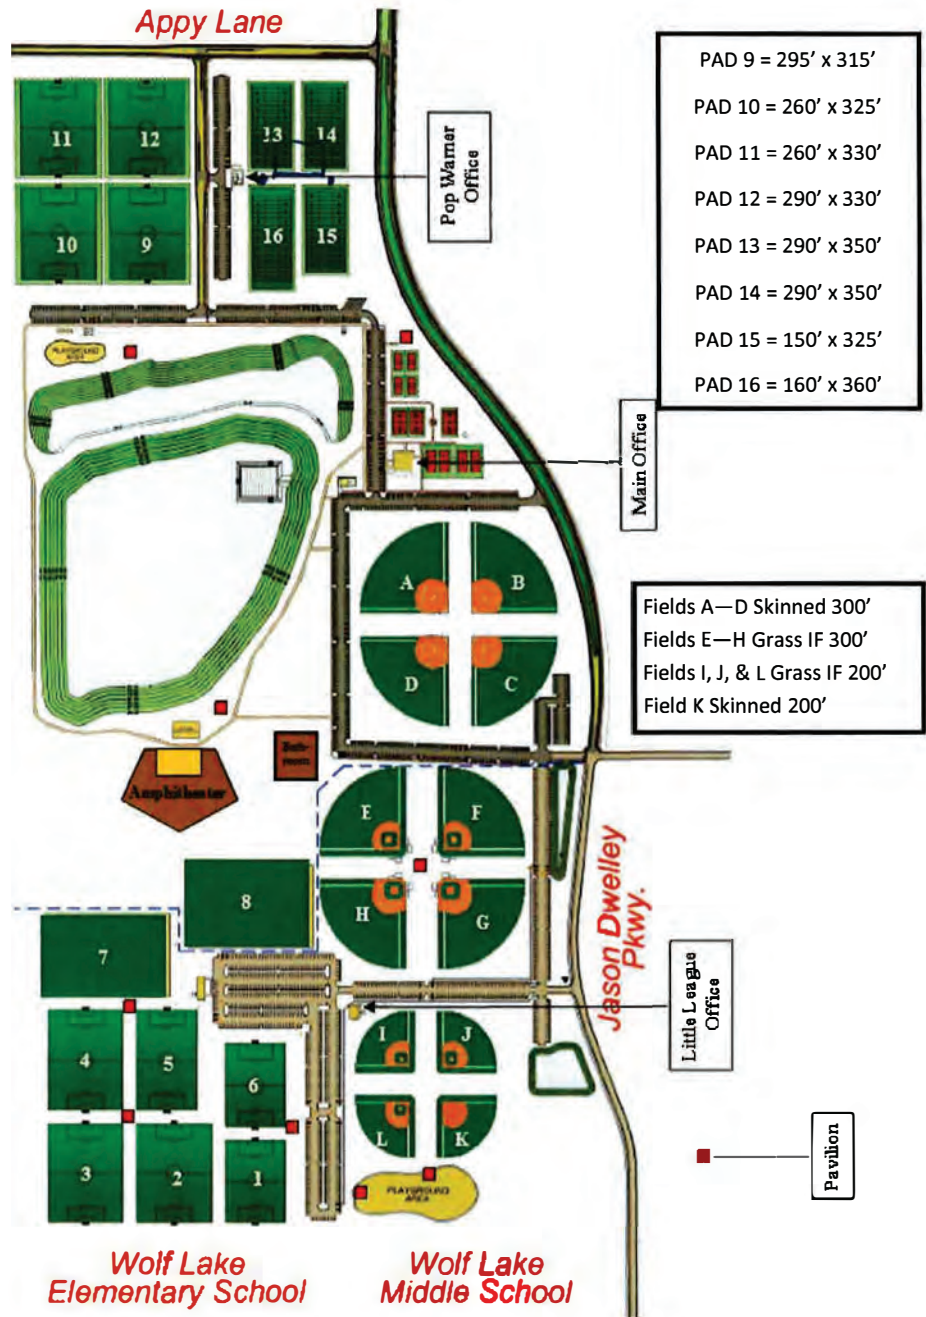 Appy Lane
PAD 9 = 295’ x 315’
PAD 10 = 260’ x 325’
PAD 11 = 260’ x 330’
PAD 12 = 290’ x 330’
PAD 13 = 290’ x 350’
PAD 14 = 290’ x 350’
PAD 15 = 150’ x 325’
PAD 16 = 160’ x 360’
11
12
13
14
Pop Warner
Office
10
9
16
15
PLAYGROUND
AREA
Main Office
A
B
D
C
Fields A—D Skinned 300’
Fields E—H Grass IF 300’
Fields I, J, & L Grass IF 200’
Field K Skinned 200’
Amphitheater
E
F
H
G
8
7
Jason Dwelley
Pkwy.
Little League
Office
4
5
6
I
J
L
K
3
2
1
PLAYGROUND
AREA
Pavilion
Wolf Lake
Elementary School
Wolf Lake
Middle School